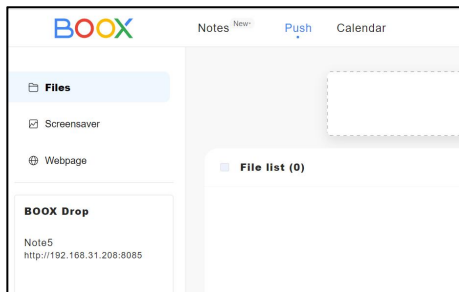 BOOX
Notes New•
Push
Calendar
Files
Screensaver
Webpage
File list (0)
BOOX Drop
Note5
http://192.168.31.208:8085